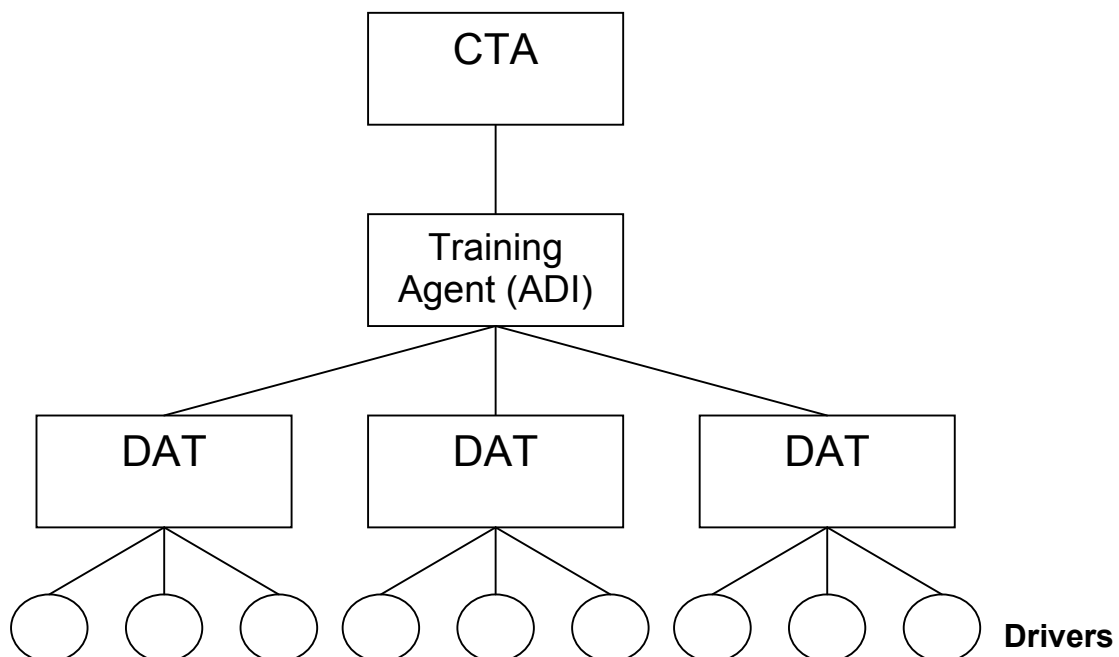 CTA
Training
Agent (ADI)
DAT
DAT
DAT
Drivers